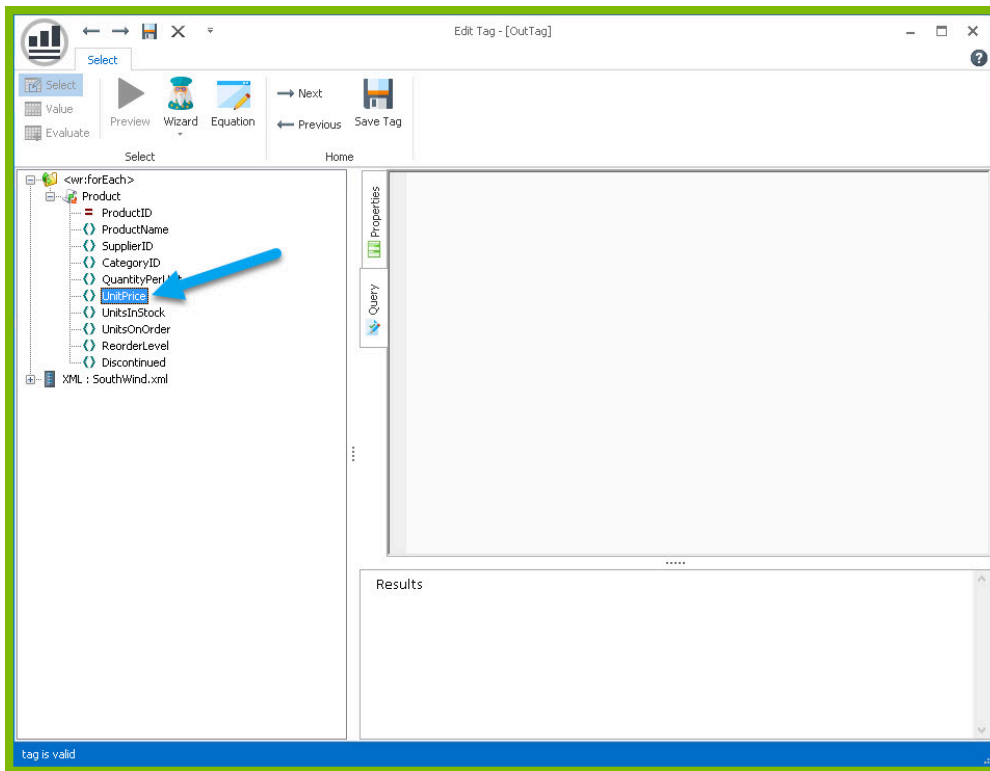 Edit Tag - [OutTag]
Select
Select
Value
Evaluate
Preview
Wizard
Equation
Next
Previous
Save Tag
Select
Home
<wr:forEach>
Product
ProductID
ProductName
SupplierID
CategoryID
UnitPrice
UnitsInStock
UnitsOnOrder
ReorderLevel
Discontinued
XML : SouthWind.xml
Properties
Query
Results
tag is valid